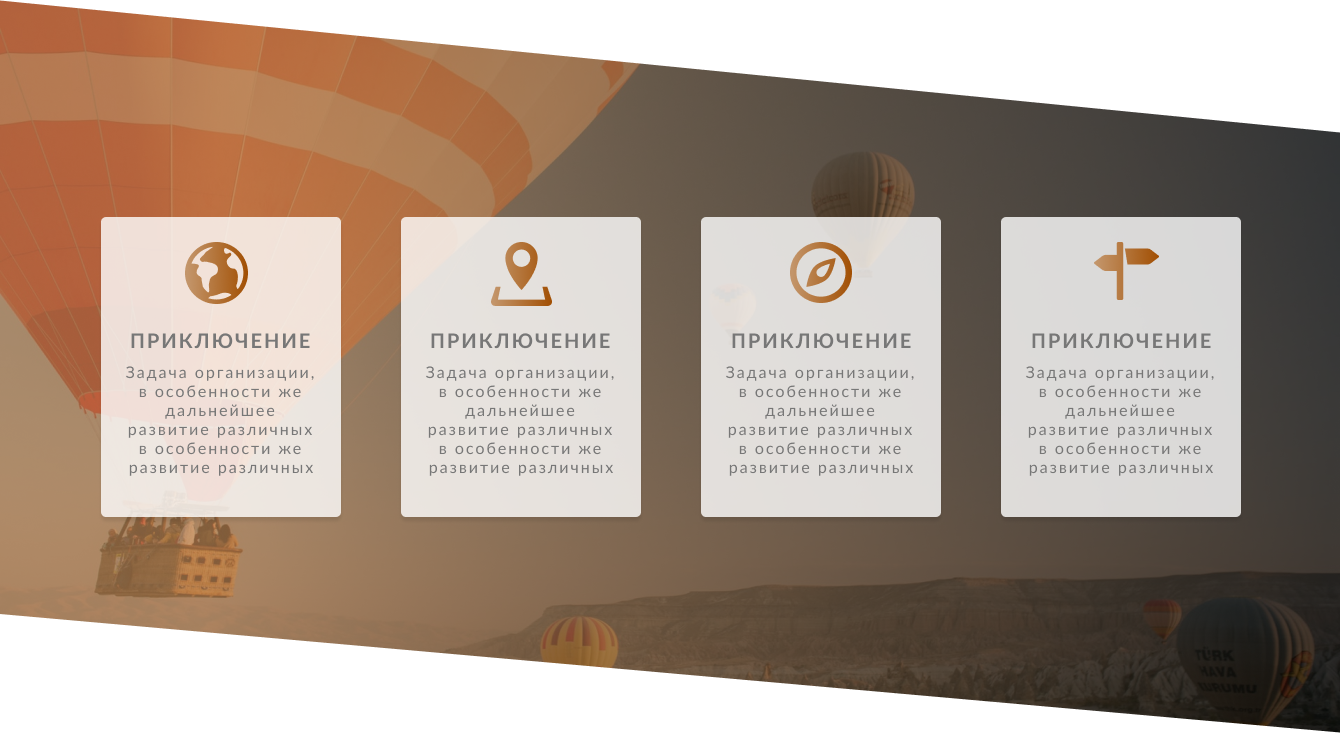 ПРИКЛЮЧЕНИЕ
Задача организации,
в особенности же
дальнейшее
развитие различных
в особенности же
развитие различных
ПРИКЛЮЧЕНИЕ
Задача организации,
в особенности же
дальнейшее
развитие различных
в особенности же
развитие различных
ПРИКЛЮЧЕНИЕ
Задача организации,
в особенности же
дальнейшее
развитие различных
в особенности же
развитие различных
ПРИКЛЮЧЕНИЕ
Задача организации,
в особенности же
дальнейшее
развитие различных
в особенности же
развитие различных
TÜRK
HAVA
KURUMU